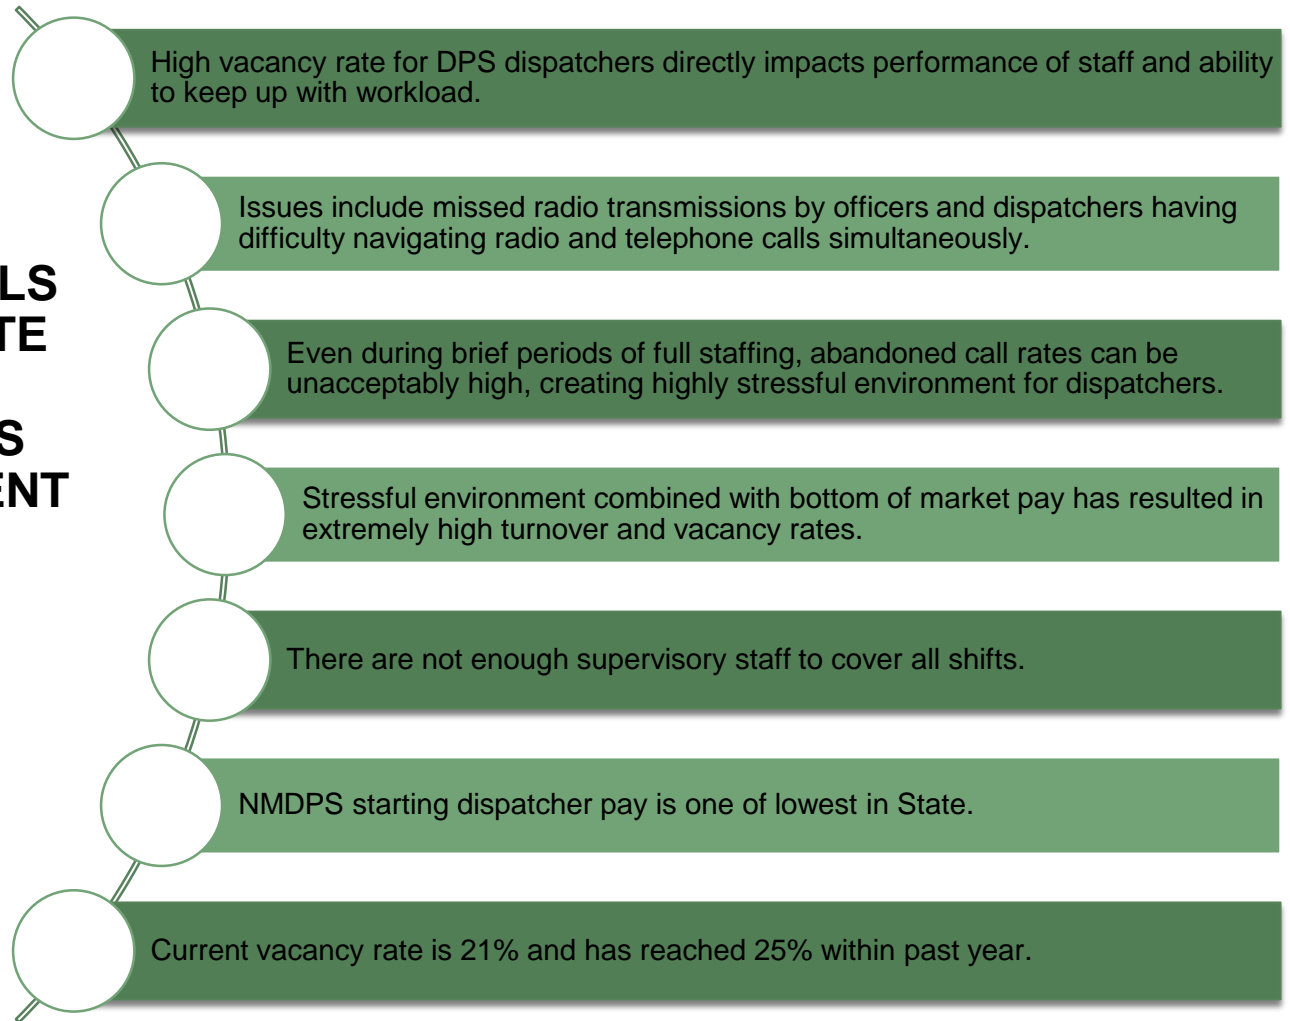 High vacancy rate for DPS dispatchers directly impacts performance of staff and ability
to keep up with workload.
Issues include missed radio transmissions by officers and dispatchers having
difficulty navigating radio and telephone calls simultaneously.
LS
TE
S
ENT
Even during brief periods of full staffing, abandoned call rates can be
unacceptably high, creating highly stressful environment for dispatchers.
Stressful environment combined with bottom of market pay has resulted in
extremely high turnover and vacancy rates.
There are not enough supervisory staff to cover all shifts.
NMDPS starting dispatcher pay is one of lowest in State.
Current vacancy rate is 21% and has reached 25% within past year.